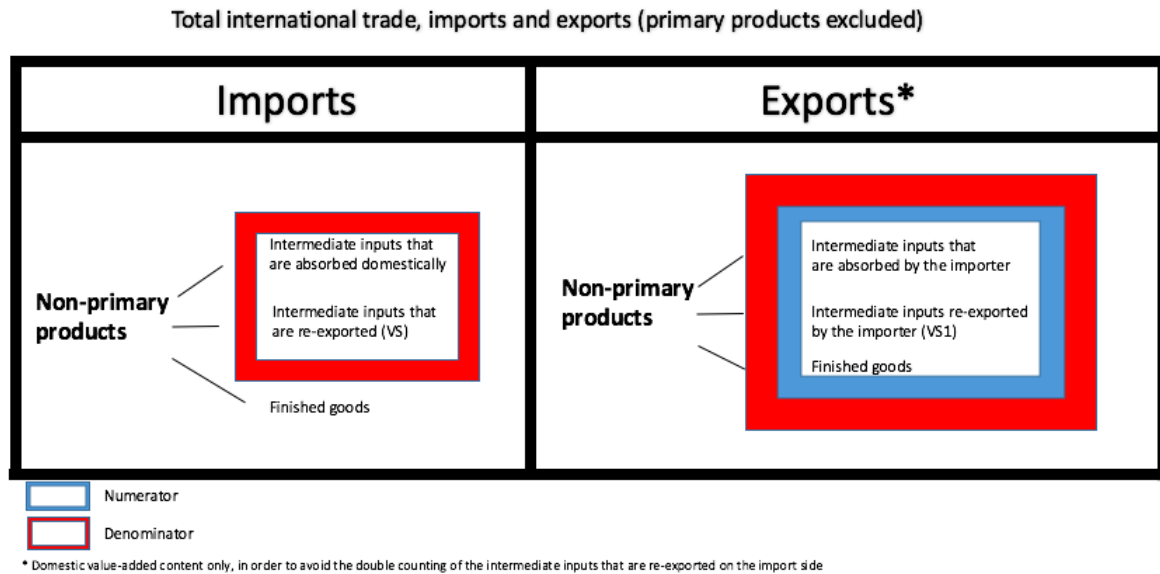 Total international trade, imports and exports (primary products excluded)
Imports
Exports*
Non-primary
products
Intermediate inputs that
are absorbed domestically
Intermediate inputs that
are re-exported (VS)
Finished goods
Non-primary
products
Intermediate inputs that
are absorbed by the importer
Intermediate inputs re-exported
by the importer (VS1)
Finished goods
Numerator
Denominator
* Domestic value-added content only, in order to avoid the double counting of the intermediate inputs that are re-exported on the import side